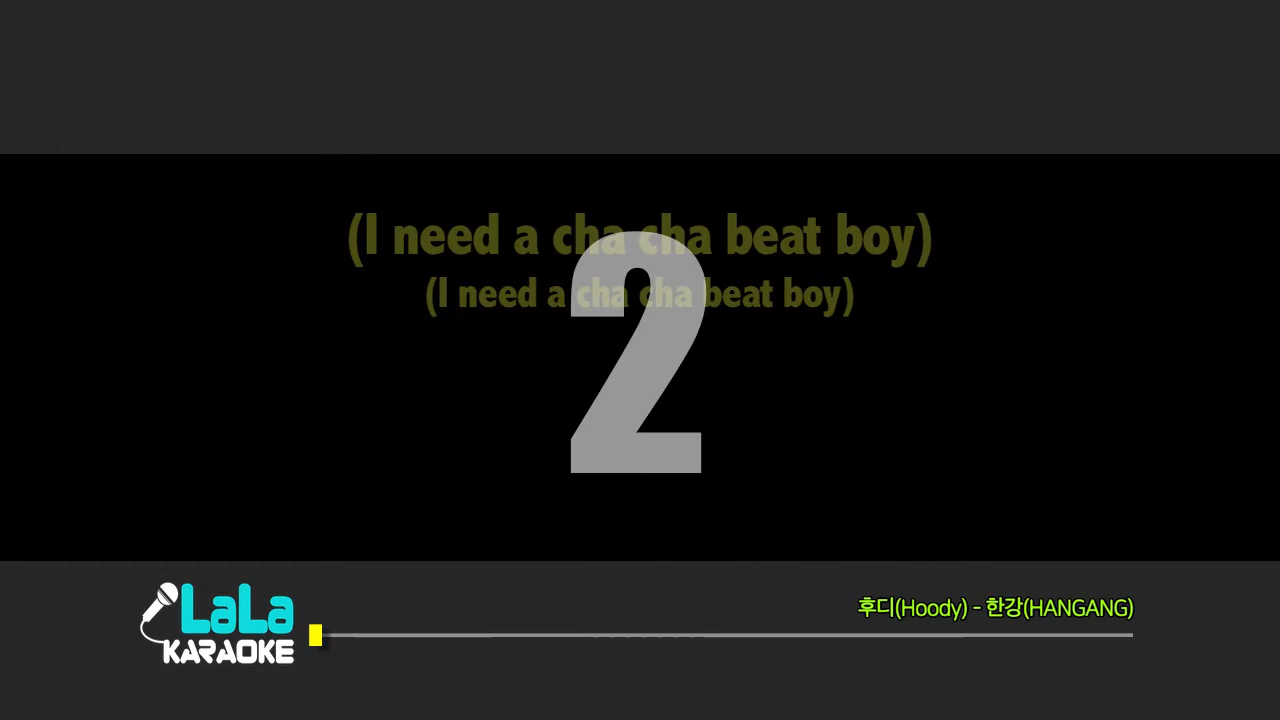 (I need a cha cha beat boy)
(I need a cha cha beat boy)
2
LaLa
KARAOKE
후디(Hoody) - 한강(HANGANG)